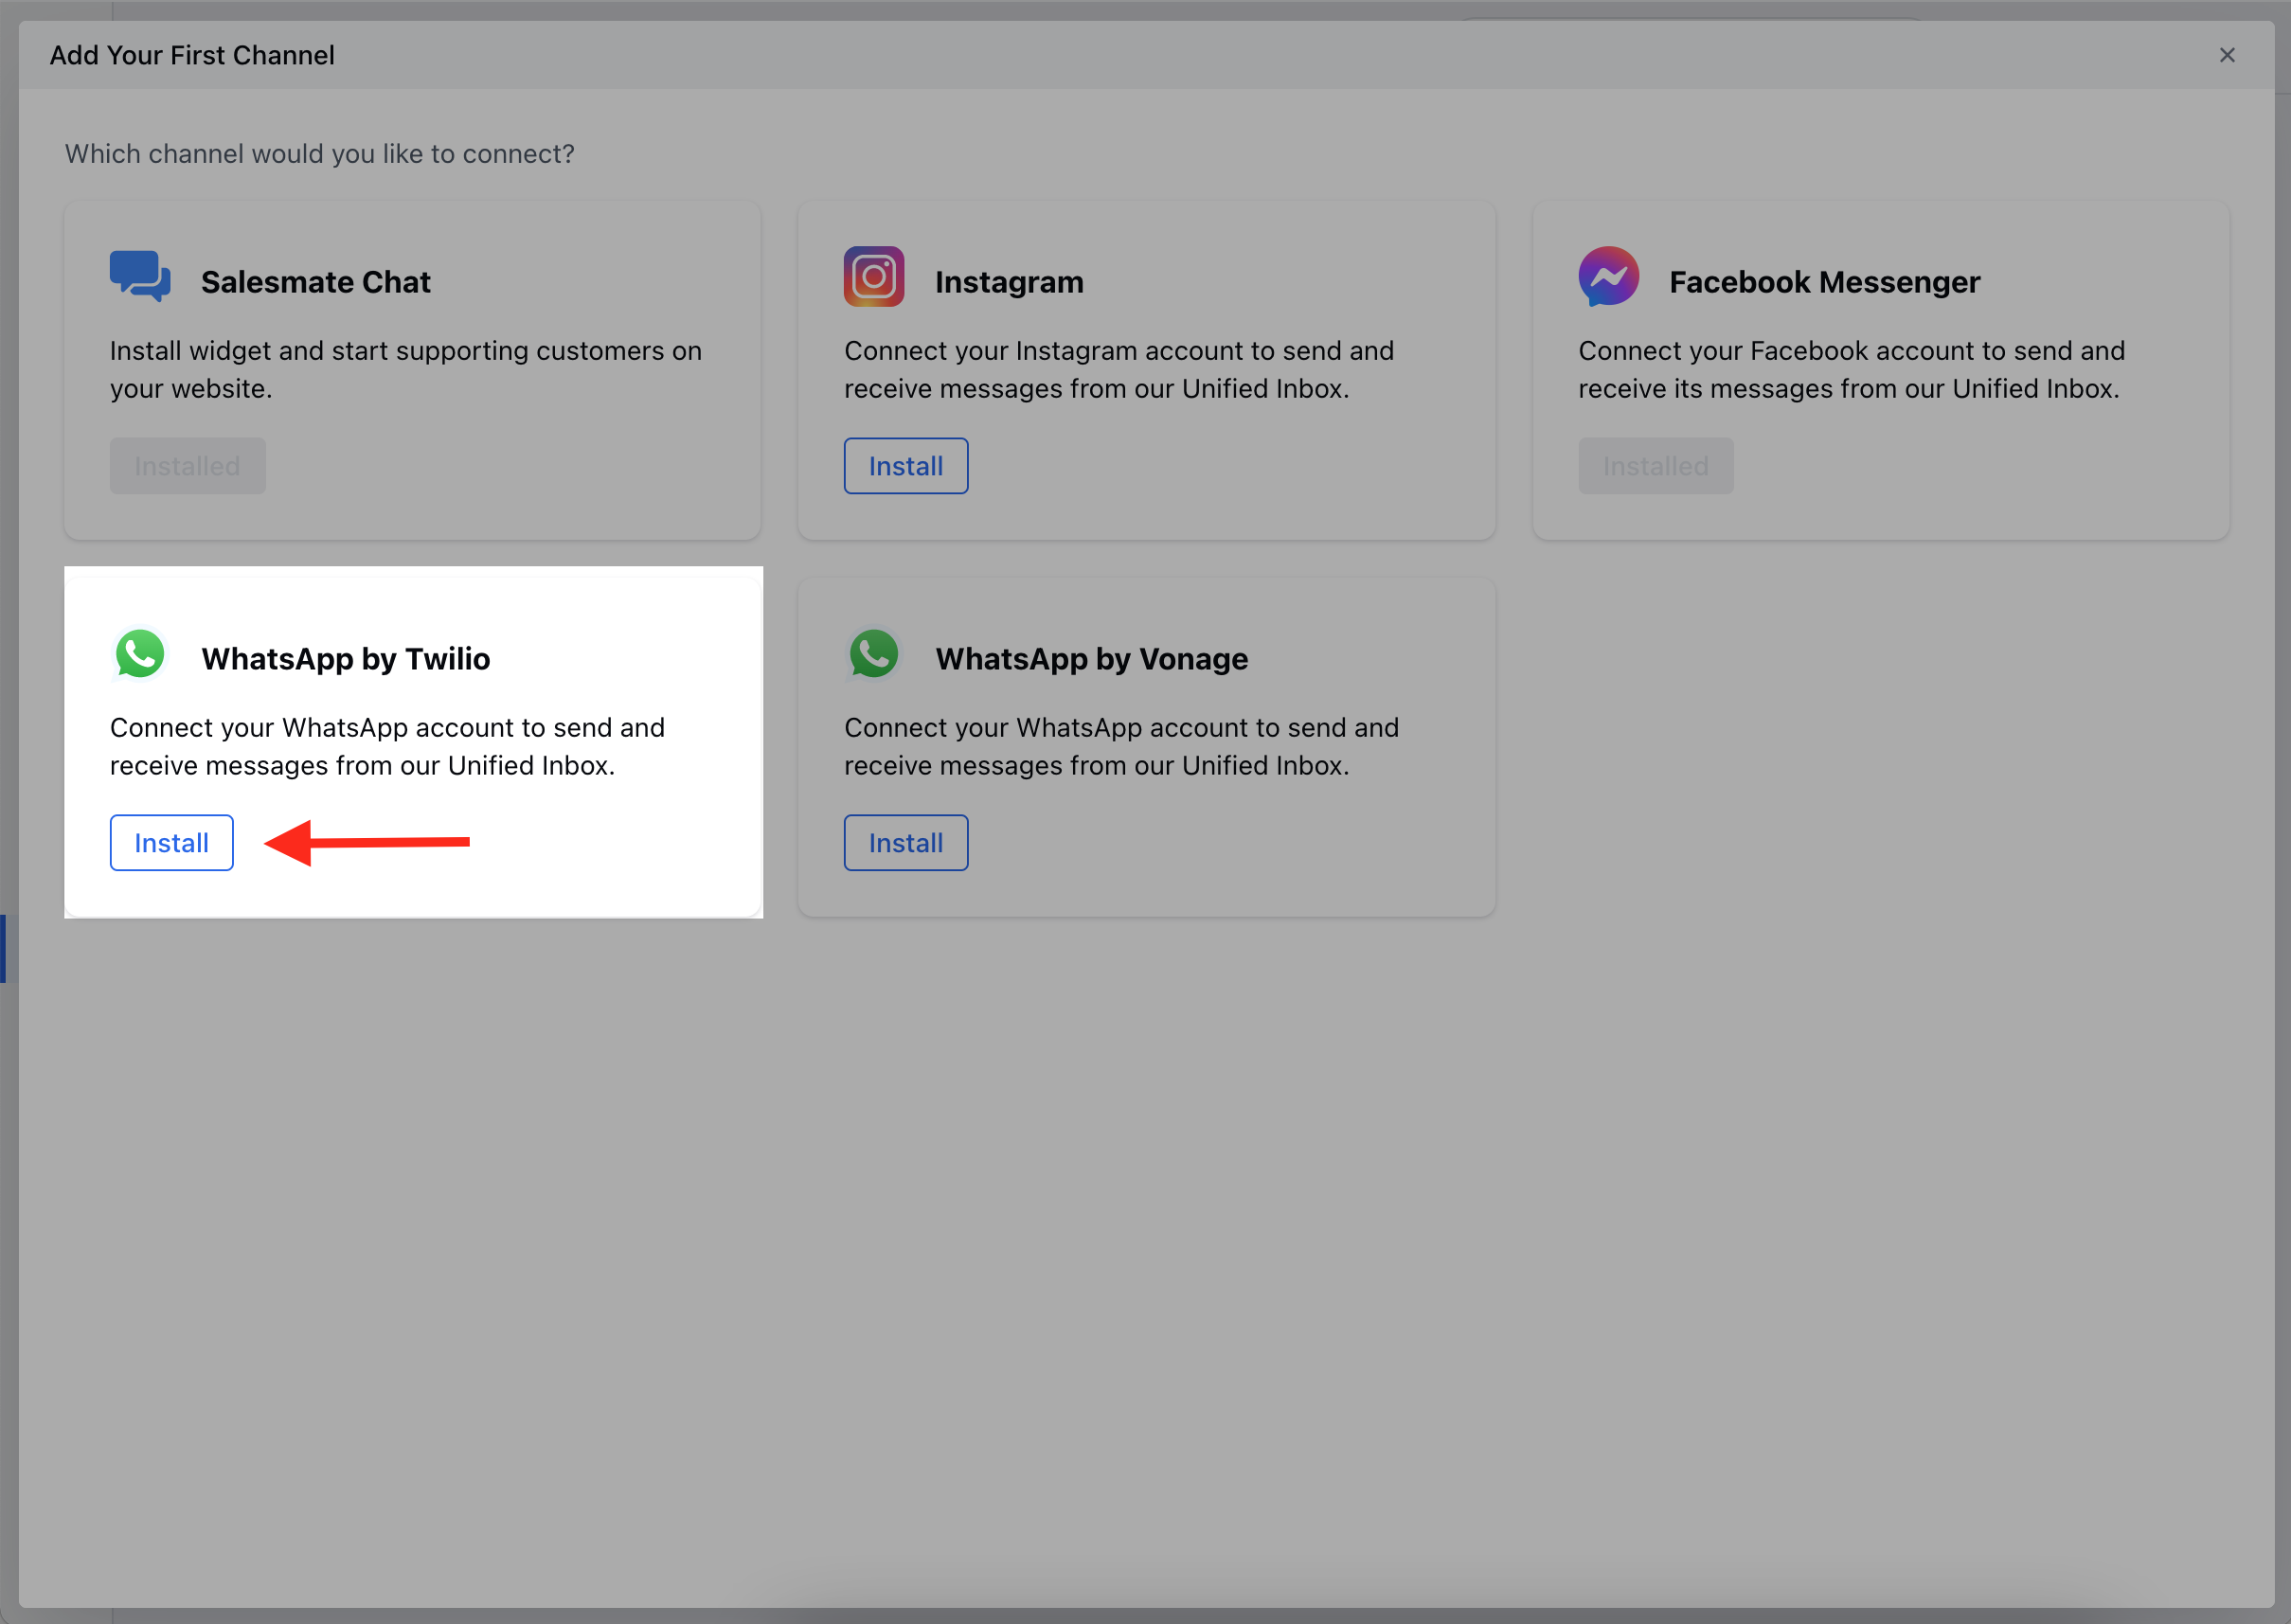 Add Your First Channel
Which channel would you like to connect?
Salesmate Chat
Install widget and start supporting customers on
your website.
Installed
Instagram
Connect your Instagram account to send and
receive messages from our Unified Inbox.
Install
Facebook Messenger
Connect your Facebook account to send and
receive its messages from our Unified Inbox.
Installed
WhatsApp by Twilio
Connect your WhatsApp account to send and
receive messages from our Unified Inbox.
Install
WhatsApp by Vonage
Connect your WhatsApp account to send and
receive messages from our Unified Inbox.
Install